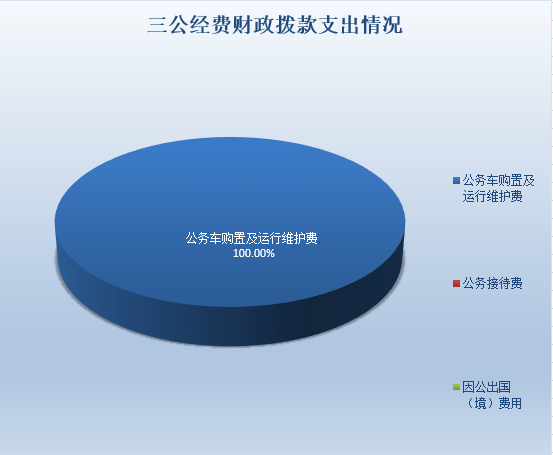 三公经费财政拨款支出情况
公务车购置及运行维护费
100.00%
公务车购置及
运行维护费
公务接待费
因公出国
（境）费用